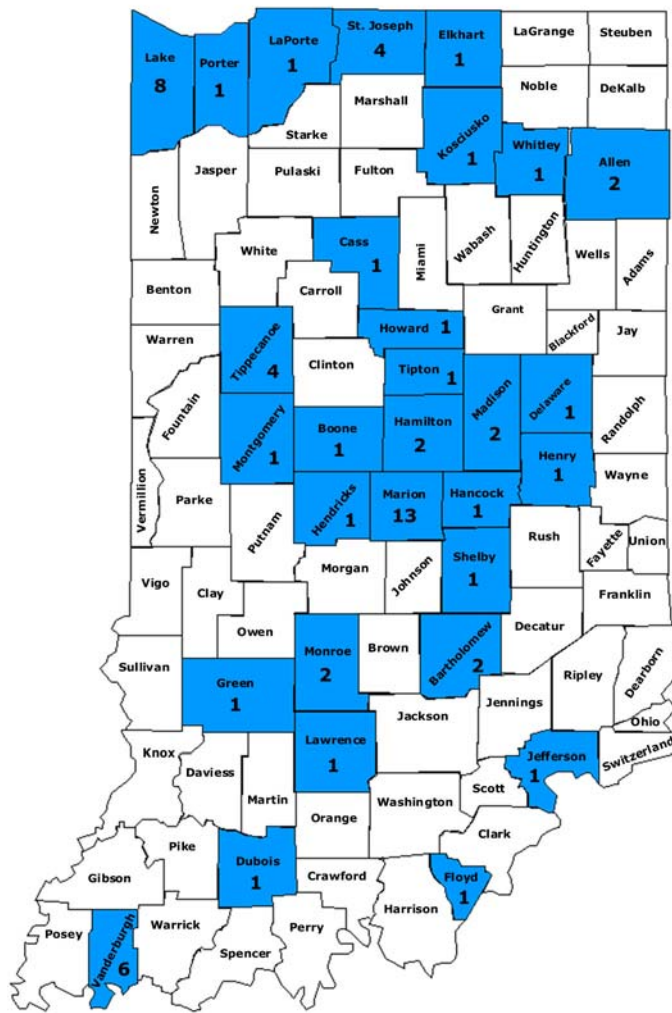 St. Joseph
4
LaPorte
1
Elkhart
1
LaGrange
Steuben
Lake
8
Porter
1
Noble
DeKalb
Marshall
Starke
Kosciusko
1
Whitley
1
Allen
2
Jasper
Pulaski
Fulton
Newton
Cass
1
Miami
Wabash
Huntington
Wells
Adams
White
Benton
Carroll
Grant
Howard 1
Blackford
Jay
Warren
Tippecanoe
4
Clinton
Tipton 1
Madison
2
Delaware
1
Randolph
Fountain
Montgomery
1
Boone
1
Hamilton
2
Henry
1
Wayne
Vermillion
Parke
Putnam
Hendricks
1
Marion
13
Hancock
1
Rush
Fayette
Union
Vigo
Clay
Morgan
Johnson
Shelby
1
Franklin
Owen
Monroe
2
Brown
Bartholomew
2
Decatur
Sullivan
Green
1
Ripley
Dearborn
Jackson
Jennings
Ohio
Knox
Daviess
Martin
Lawrence
1
Jefferson
1
Switzerland
Scott
Orange
Washington
Clark
Pike
Dubois
1
Gibson
Crawford
Floyd
1
Harrison
Posey
Vanderburgh
6
Warrick
Spencer
Perry